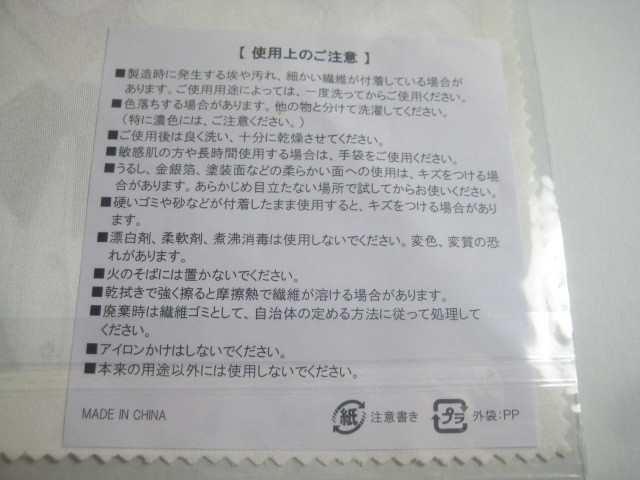 【 使用上のご注意 】
■製造時に発生する埃や汚れ、細かい繊維が付着している場合が
あります。ご使用用途によっては、一度洗ってからご使用ください。
■色落ちする場合があります。他の物と分けて洗濯してください。
(特に濃色には、ご注意ください。)
■ご使用後は良く洗い、十分に乾燥させてください。
■敏感肌の方や長時間使用する場合は、手袋をご使用ください。
■うるし、金銀箔、塗装面などの柔らかい面への使用は、キズをつける場
合があります。あらかじめ目立たない場所で試してからお使いください。
■硬いゴミや砂などが付着したまま使用すると、キズをつける場合があり
ます。
■漂白剤、柔軟剤、煮沸消毒は使用しないでください。変色、変質の恐
れがあります。
■火のそばには置かないでください。
■乾拭きで強く擦ると摩擦熱で繊維が溶ける場合があります。
■廃棄時は繊維ゴミとして、自治体の定める方法に従って処理して
ください。
■アイロンかけはしないでください。
■本来の用途以外には使用しないでください。
MADE IN CHINA 紙 注意書き プラ 外袋:PP